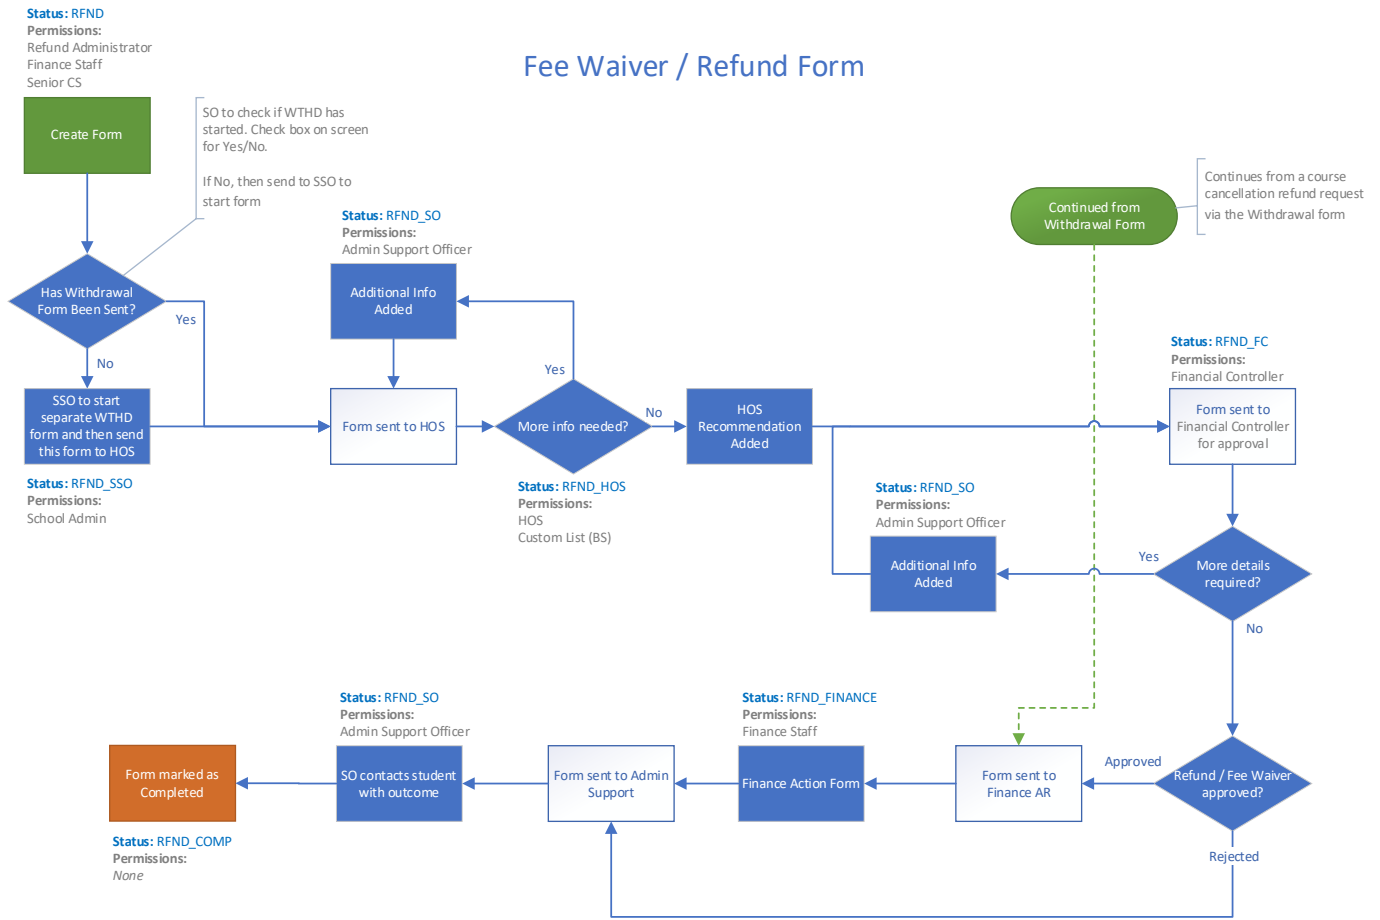 Status: RFND
Permissions:
Refund Administrator
Finance Staff
Senior CS
Fee Waiver / Refund Form
Create Form
SO to check if WTHD has
started. Check box on screen
for Yes/No.
If No, then send to SSO to
start form
Continues from a course
cancellation refund request
via the Withdrawal form
Continued from
Withdrawal Form
Status: RFND_SO
Permissions:
Admin Support Officer
Additional Info
Added
Has Withdrawal
Form Been Sent?
Yes
No
SSO to start
separate WTHD
form and then send
this form to HOS
Status: RFND_SSO
Permissions:
School Admin
Form sent to HOS
Yes
More info needed?
No
Status: RFND_HOS
Permissions:
HOS
Custom List (BS)
HOS
Recommendation
Added
Status: RFND_FC
Permissions:
Financial Controller
Form sent to
Financial Controller
for approval
Status: RFND_SO
Permissions:
Admin Support Officer
Additional Info
Added
Yes
More details
required?
No
Status: RFND_SO
Permissions:
Admin Support Officer
Status: RFND_FINANCE
Permissions:
Finance Staff
Form marked as
Completed
SO contacts student
with outcome
Form sent to Admin
Support
Finance Action Form
Form sent to
Finance AR
Approved
Refund / Fee Waiver
approved?
Rejected
Status: RFND_COMP
Permissions:
None